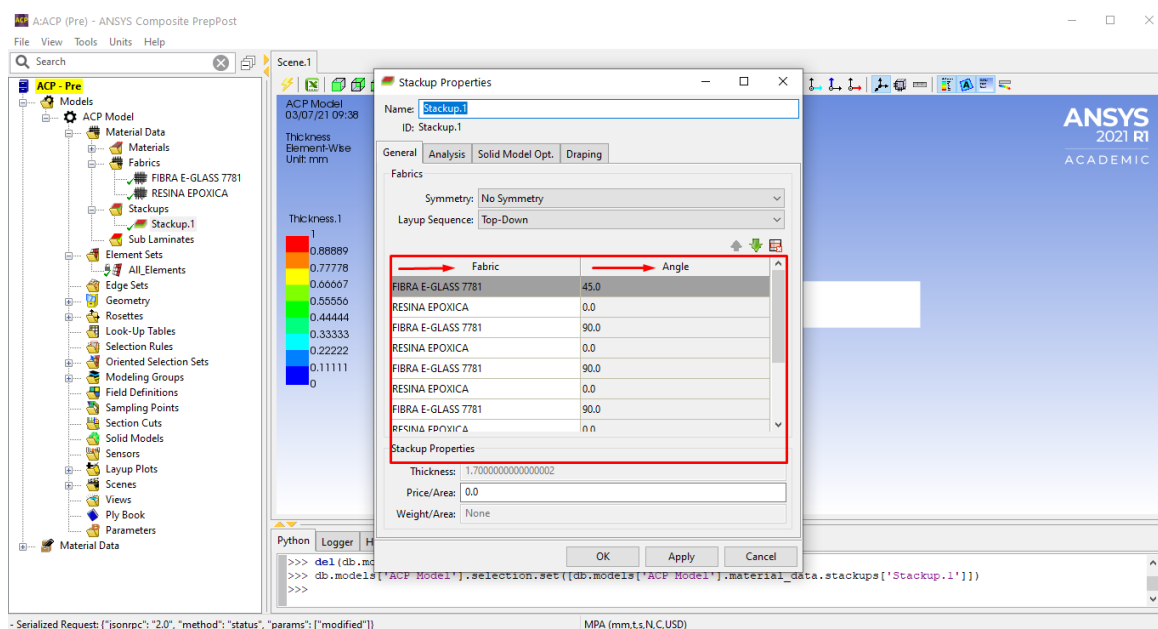 ACP A:ACP (Pre) - ANSYS Composite PrepPost
File View Tools Units Help
Search
ACP - Pre
Models
ACP Model
Material Data
Materials
Fabrics
FIBRA E-GLASS 7781
RESINA EPOXICA
Stackups
Stackup.1
Sub Laminates
Element Sets
All_Elements
Edge Sets
Geometry
Rosettes
Look-Up Tables
Selection Rules
Oriented Selection Sets
Modeling Groups
Field Definitions
Sampling Points
Section Cuts
Solid Models
Sensors
Layup Plots
Scenes
Views
Ply Book
Parameters
Material Data
Scene.1
ACP Model
03/07/21 09:38
Thickness
Element-Wise
Unit: mm
Thickness.1
1
0.88889
0.77778
0.66667
0.55556
0.44444
0.33333
0.22222
0.11111
0
ANSYS
2021 R1
ACADEMIC
Stackup Properties
Name: Stackup.1
ID: Stackup.1
General Analysis Solid Model Opt. Draping
Fabrics
Symmetry: No Symmetry
Layup Sequence: Top-Down
Fabric Angle
FIBRA E-GLASS 7781 45.0
RESINA EPOXICA 0.0
FIBRA E-GLASS 7781 90.0
RESINA EPOXICA 0.0
FIBRA E-GLASS 7781 90.0
RESINA EPOXICA 0.0
FIBRA E-GLASS 7781 90.0
RESINA EPOXICA 0.0
Stackup Properties
Thickness: 1.7000000000000002
Price/Area: 0.0
Weight/Area: None
OK Apply Cancel
Python Logger H
>>> del(db.mo
>>> db.models['ACP Model'].selection.set([db.models['ACP Model'].material_data.stackups['Stackup.1']])
>>>
- Serialized Request: {"jsonrpc": "2.0", "method": "status", "params": ["modified"]}
MPA (mm,t,s,N,C,USD)